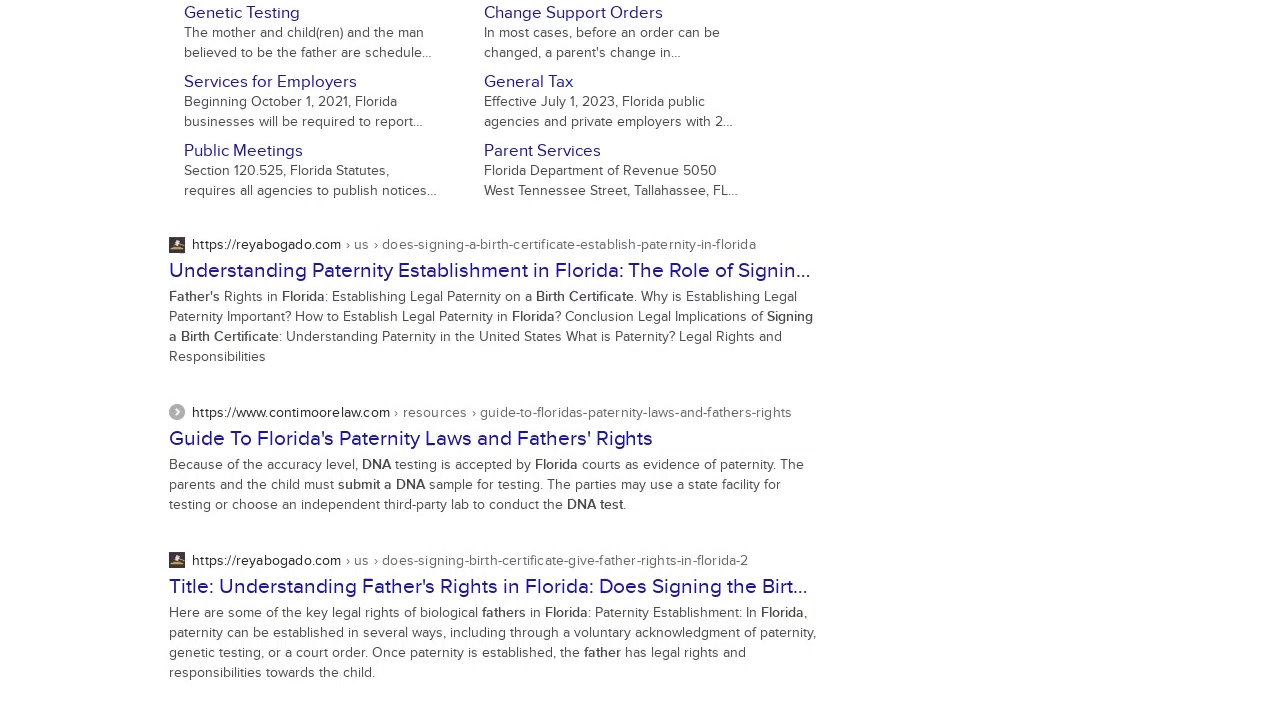 Genetic Testing
The mother and child(ren) and the man
believed to be the father are schedule...
Change Support Orders
In most cases, before an order can be
changed, a parent's change in...
Services for Employers
Beginning October 1, 2021, Florida
businesses will be required to report...
General Tax
Effective July 1, 2023, Florida public
agencies and private employers with 2...
Public Meetings
Section 120.525, Florida Statutes,
requires all agencies to publish notices...
Parent Services
Florida Department of Revenue 5050
West Tennessee Street, Tallahassee, FL...
https://reyabogado.com › us › does-signing-a-birth-certificate-establish-paternity-in-florida
Understanding Paternity Establishment in Florida: The Role of Signin...
Father's Rights in Florida: Establishing Legal Paternity on a Birth Certificate. Why is Establishing Legal
Paternity Important? How to Establish Legal Paternity in Florida? Conclusion Legal Implications of Signing
a Birth Certificate: Understanding Paternity in the United States What is Paternity? Legal Rights and
Responsibilities
https://www.contimoorelaw.com › resources › guide-to-floridas-paternity-laws-and-fathers-rights
Guide To Florida's Paternity Laws and Fathers' Rights
Because of the accuracy level, DNA testing is accepted by Florida courts as evidence of paternity. The
parents and the child must submit a DNA sample for testing. The parties may use a state facility for
testing or choose an independent third-party lab to conduct the DNA test.
https://reyabogado.com › us › does-signing-birth-certificate-give-father-rights-in-florida-2
Title: Understanding Father's Rights in Florida: Does Signing the Birt...
Here are some of the key legal rights of biological fathers in Florida: Paternity Establishment: In Florida,
paternity can be established in several ways, including through a voluntary acknowledgment of paternity,
genetic testing, or a court order. Once paternity is established, the father has legal rights and
responsibilities towards the child.